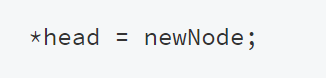 *head = newNode;